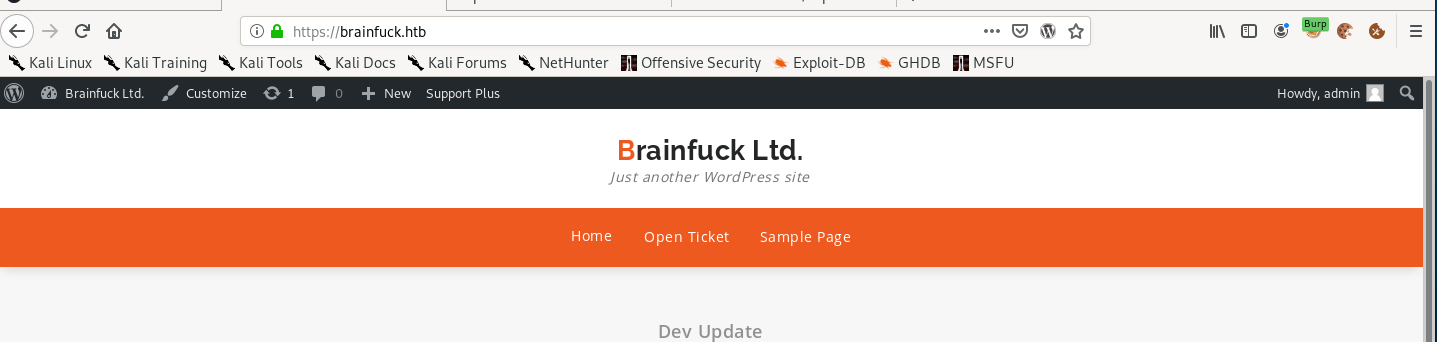 https://brainfuck.htb
Burp
Kali Linux Kali Training Kali Tools Kali Docs Kali Forums NetHunter Offensive Security Exploit-DB GHDB MSFU
Brainfuck Ltd. Customize 1 0 New Support Plus Howdy, admin
Brainfuck Ltd.
Just another WordPress site
Home Open Ticket Sample Page
Dev Update